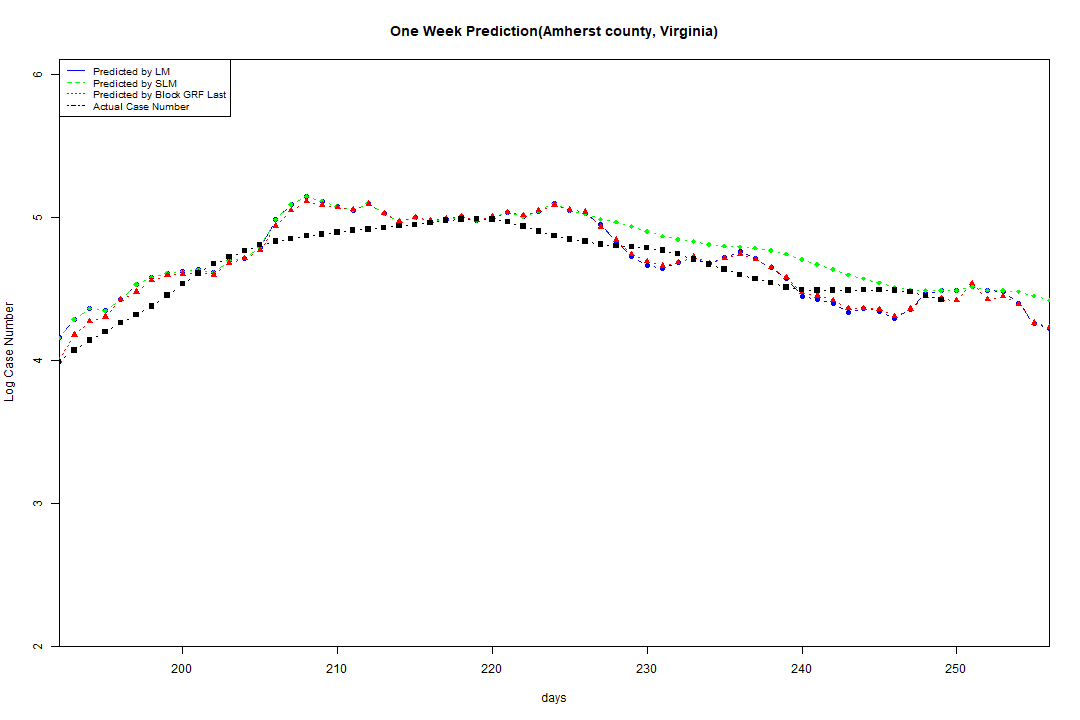 One Week Prediction(Amherst county, Virginia)
Predicted by LM
Predicted by SLM
Predicted by Block GRF Last
Actual Case Number
6
5
4
3
2
Log Case Number
200
210
220
230
240
250
days